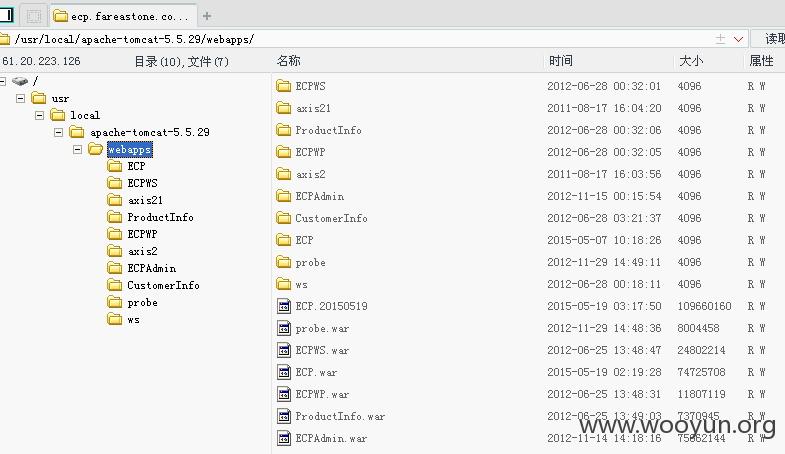 ecp.fareastone.co...
/usr/local/apache-tomcat-5.5.29/webapps/ 读取
61.20.223.126 目录(10),文件(7) 名称 时间 大小 属性
/
usr
local
apache-tomcat-5.5.29
webapps
ECP
ECPWS
axis21
ProductInfo
ECPWP
axis2
ECPAdmin
CustomerInfo
probe
ws
ECPWS 2012-06-28 00:32:01 4096 R W
axis21 2011-08-17 16:04:20 4096 R W
ProductInfo 2012-06-28 00:32:06 4096 R W
ECPWP 2012-06-28 00:32:05 4096 R W
axis2 2011-08-17 16:03:56 4096 R W
ECPAdmin 2012-11-15 00:15:54 4096 R W
CustomerInfo 2012-06-28 03:21:37 4096 R W
ECP 2015-05-07 10:18:26 4096 R W
probe 2012-11-29 14:49:11 4096 R W
ws 2012-06-28 00:18:11 4096 R W
ECP.20150519 2015-05-19 03:17:50 109660160 R W
probe.war 2012-11-29 14:48:36 8004458 R W
ECPWS.war 2012-06-25 13:48:47 24802214 R W
ECP.war 2015-05-19 02:19:28 74725708 R W
ECPWP.war 2012-06-25 13:48:31 11807119 R W
ProductInfo.war 2012-06-25 13:49:03 7370945 R W
ECPAdmin.war 2012-11-14 14:18:16 R W
www.wooyun.org